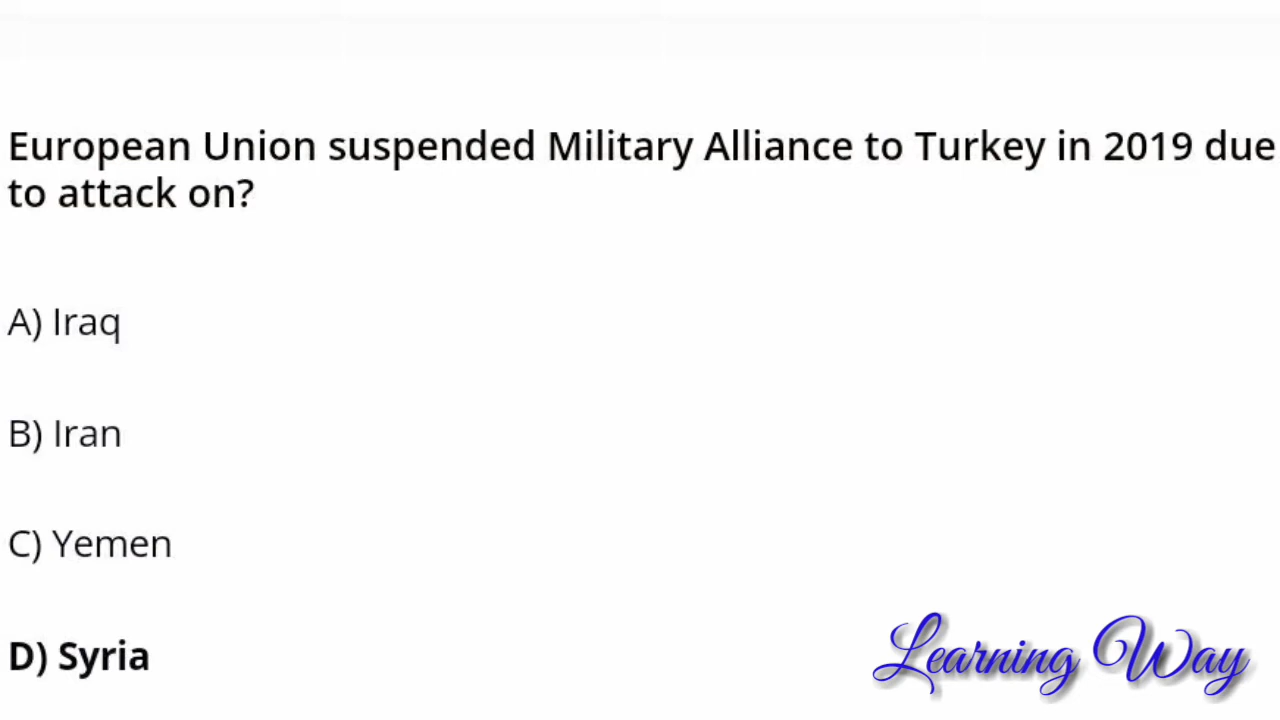 European Union suspended Military Alliance to Turkey in 2019 due
to attack on?
A) Iraq
B) Iran
C) Yemen
D) Syria
Learning Way